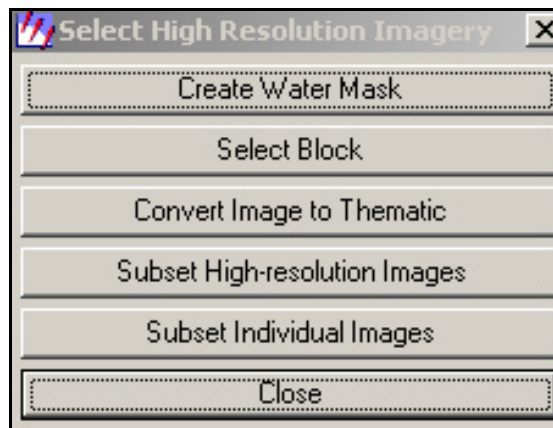 Select High Resolution Imagery
Create Water Mask
Select Block
Convert Image to Thematic
Subset High-resolution Images
Subset Individual Images
Close